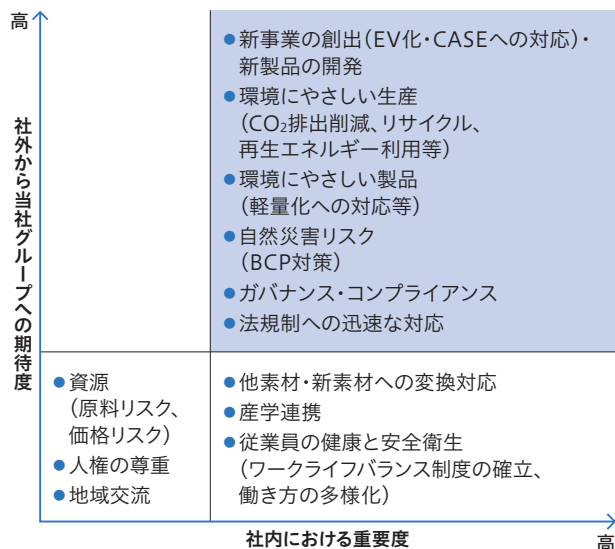 高
社外から当社グループへの期待度
●新事業の創出(EV化・CASEへの対応)・
新製品の開発
●環境にやさしい生産
(CO₂排出削減、リサイクル、
再生エネルギー利用等)
●環境にやさしい製品
(軽量化への対応等)
●自然災害リスク
(BCP対策)
●ガバナンス・コンプライアンス
●法規制への迅速な対応
●資源
(原料リスク、
価格リスク)
●人権の尊重
●地域交流
●他素材・新素材への変換対応
●産学連携
●従業員の健康と安全衛生
(ワークライフバランス制度の確立、
働き方の多様化)
社内における重要度
高